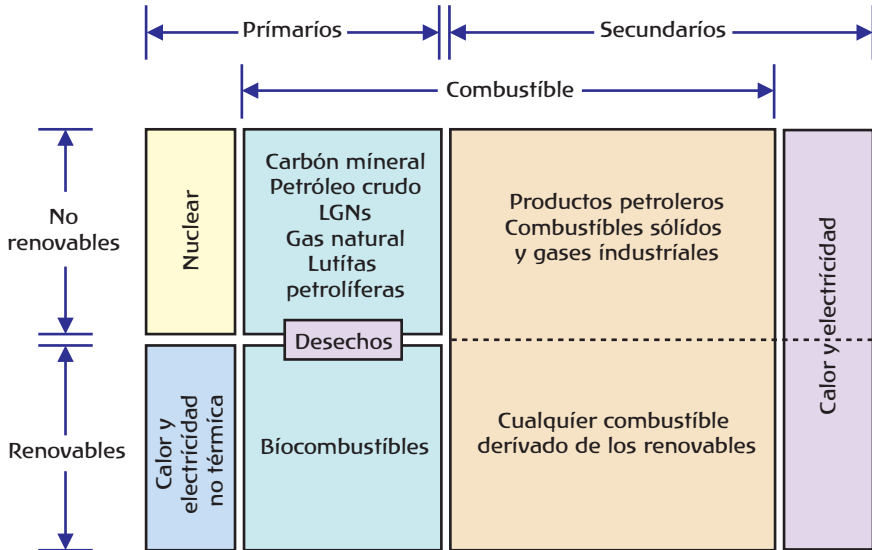 Primarios
Secundarios
Combustible
No
renovables
Nuclear
Carbón mineral
Petróleo crudo
LGNs
Gas natural
Lutitas
petrolíferas
Productos petroleros
Combustibles sólidos
y gases industriales
Calor y electricidad
Desechos
Renovables
Calor y
electricidad
no térmica
Biocombustibles
Cualquier combustible
derivado de los renovables